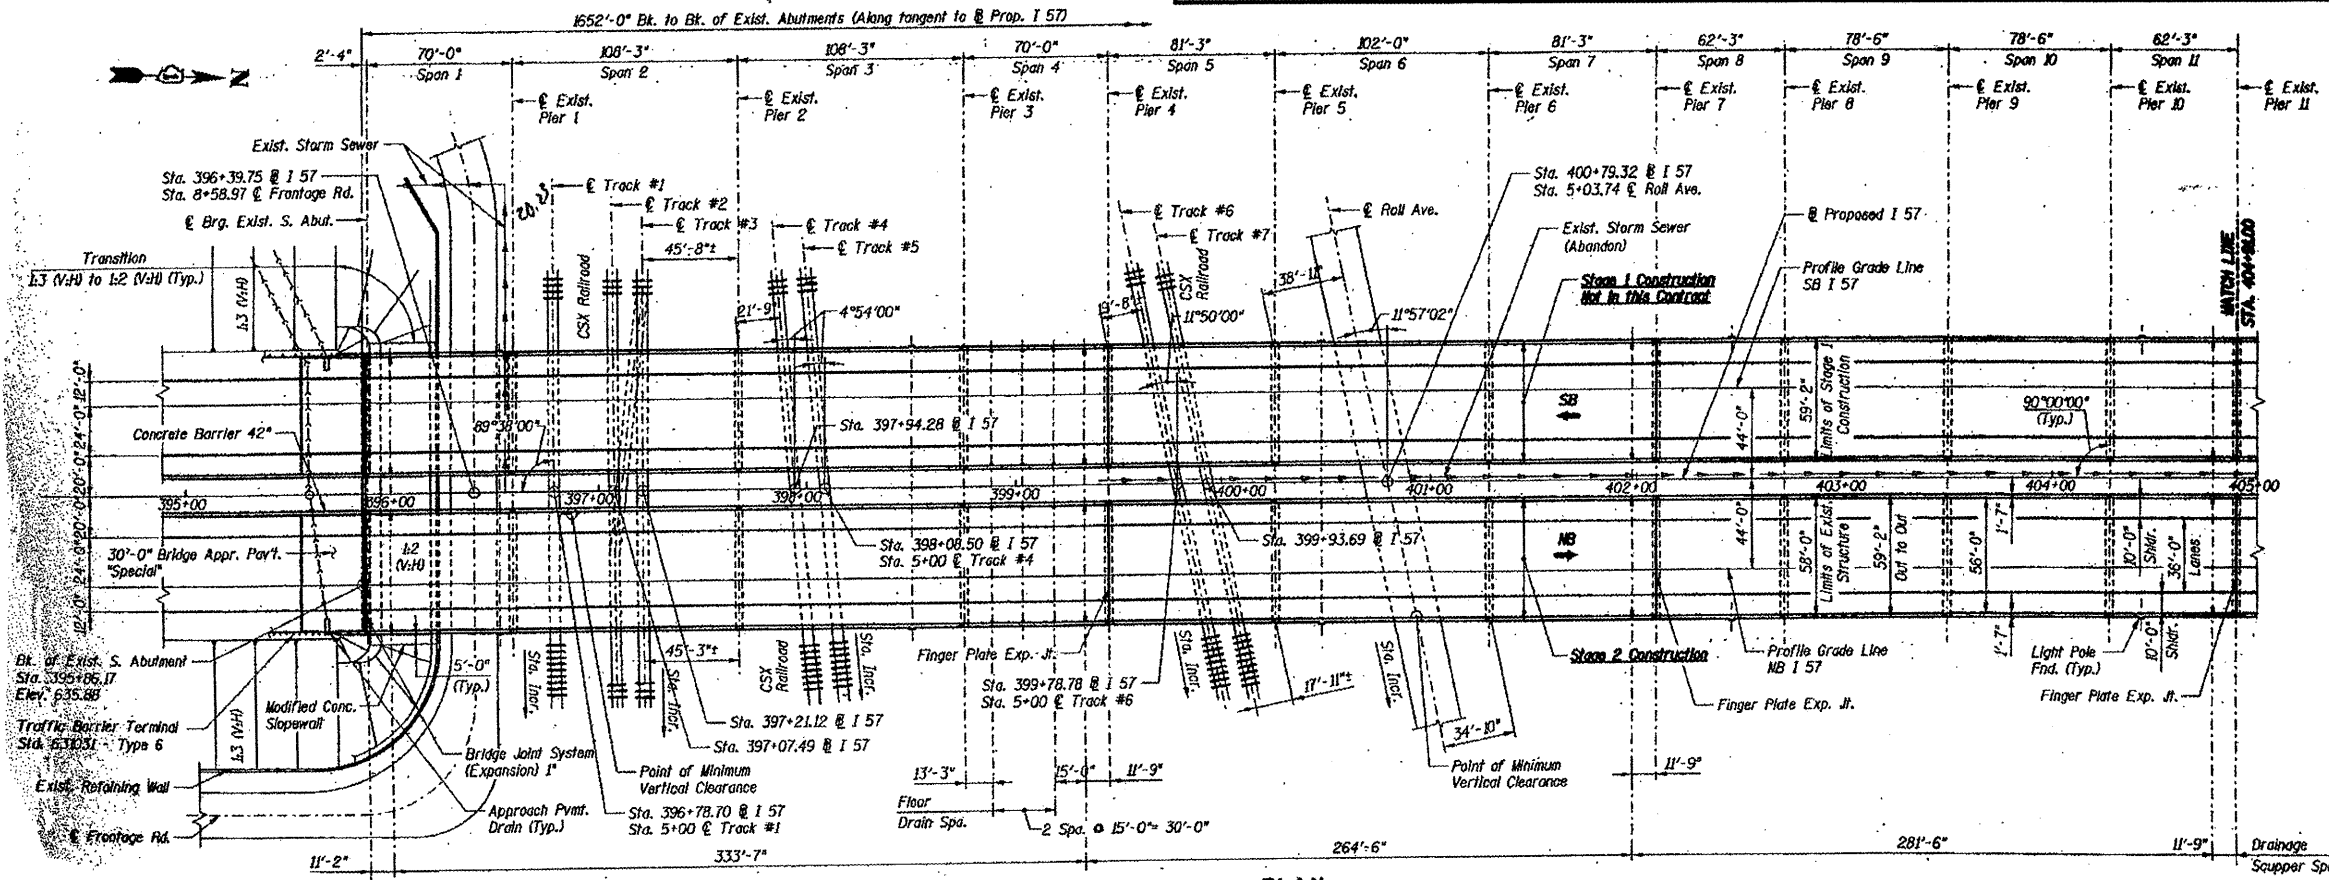 1652'-0" Bk. to Bk. of Exist. Abutments (Along tangent to ℄ Prop. I 57)
2'-4"
70'-0"
Span 1
108'-3"
Span 2
108'-3"
Span 3
70'-0"
Span 4
81'-3"
Span 5
102'-0"
Span 6
81'-3"
Span 7
62'-3"
Span 8
78'-6"
Span 9
78'-6"
Span 10
62'-3"
Span 11
N
℄ Exist.
Pier 1
℄ Exist.
Pier 2
℄ Exist.
Pier 3
℄ Exist.
Pier 4
℄ Exist.
Pier 5
℄ Exist.
Pier 6
℄ Exist.
Pier 7
℄ Exist.
Pier 8
℄ Exist.
Pier 9
℄ Exist.
Pier 10
℄ Exist.
Pier 11
Exist. Storm Sewer
Sta. 396+39.75 ℄ I 57
Sta. 8+58.97 ℄ Frontage Rd.
℄ Brg. Exist. S. Abut.
20.25
℄ Track #1
℄ Track #2
℄ Track #3
45'-8"±
℄ Track #4
℄ Track #5
℄ Track #6
℄ Track #7
℄ Roll Ave.
Sta. 400+79.32 ℄ I 57
Sta. 5+03.74 ℄ Roll Ave.
Exist. Storm Sewer
(Abandon)
℄ Proposed I 57
Profile Grade Line
SB I 57
MATCH LINE
STA. 404+81.00
Transition
1:3 (V:H) to 1:2 (V:H) (Typ.)
1:3 (V:H)
CSX Railroad
21'-9"
4°54'00"
CSX
Railroad
11°50'00"
38'-11"
11°57'02"
Stage 1 Construction
Not in this Contract
12'-0"
24'-0"
20'-0"
20'-0"
24'-0"
12'-0"
Concrete Barrier 42"
89°38'00"
Sta. 397+94.28 ℄ I 57
SB
44'-0"
59'-2"
Limits of Stage 1
Construction
90°00'00"
(Typ.)
395+00
396+00
397+00
398+00
399+00
400+00
401+00
402+00
403+00
404+00
405+00
30'-0" Bridge Appr. Pav't.
"Special"
1:2
(V:H)
Sta. 398+08.50 ℄ I 57
Sta. 5+00 ℄ Track #4
Sta. 399+93.69 ℄ I 57
NB
44'-0"
58'-0"
Limits of Exist.
Structure
59'-2"
Out to Out
56'-0"
1'-7"
1'-7"
10'-0"
Shldr.
36'-0"
Lanes
10'-0"
Shldr.
Bk. of Exist. S. Abutment
Sta. 395+86.17
Elev. 635.88
5'-0"
(Typ.)
Sta. Incr.
45'-3"±
Sta. Incr.
CSX
Railroad
Sta. Incr.
Finger Plate Exp. Jt.
Sta. 399+78.78 ℄ I 57
Sta. 5+00 ℄ Track #6
Sta. Incr.
17'-11"±
Sta. Incr.
34'-10"
Stage 2 Construction
Profile Grade Line
NB I 57
Finger Plate Exp. Jt.
Light Pole
Fnd. (Typ.)
Finger Plate Exp. Jt.
Traffic Barrier Terminal
Std. 631031 - Type 6
Modified Conc.
Slopewall
1:3 (V:H)
Bridge Joint System
(Expansion) 1"
Sta. 397+21.12 ℄ I 57
Sta. 397+07.49 ℄ I 57
Point of Minimum
Vertical Clearance
Sta. 396+78.70 ℄ I 57
Sta. 5+00 ℄ Track #1
Point of Minimum
Vertical Clearance
Exist. Retaining Wall
℄ Frontage Rd.
Approach Pvmt.
Drain (Typ.)
13'-3"
15'-0"
11'-9"
11'-9"
Floor
Drain Spa.
2 Spa. @ 15'-0"= 30'-0"
11'-2"
333'-7"
264'-6"
281'-6"
11'-9"
Drainage